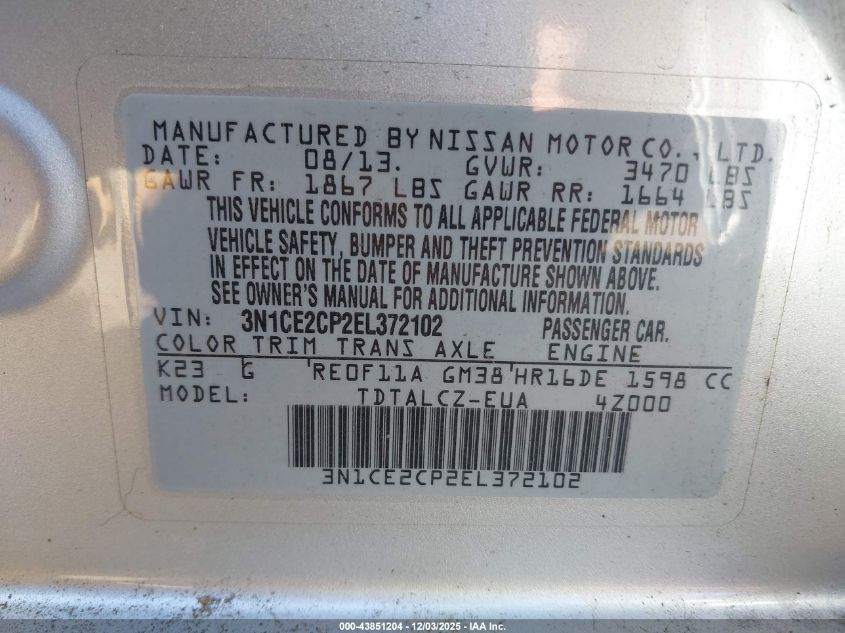 MANUFACTURED BY NISSAN MOTOR CO., LTD.
DATE: 08/13. GVWR: 3470 LBS
GAWR FR: 1867 LBS GAWR RR: 1664 LBS
THIS VEHICLE CONFORMS TO ALL APPLICABLE FEDERAL MOTOR
VEHICLE SAFETY, BUMPER AND THEFT PREVENTION STANDARDS
IN EFFECT ON THE DATE OF MANUFACTURE SHOWN ABOVE.
SEE OWNER'S MANUAL FOR ADDITIONAL INFORMATION.
VIN: 3N1CE2CP2EL372102 PASSENGER CAR.
COLOR TRIM TRANS AXLE ENGINE
K23 G 'RE0F11A GM38'HR16DE 1598 CC
MODEL: TDTALCZ-EUA 4Z000
3N1CE2CP2EL372102
000-43851204 - 12/03/2025 - IAA Inc.